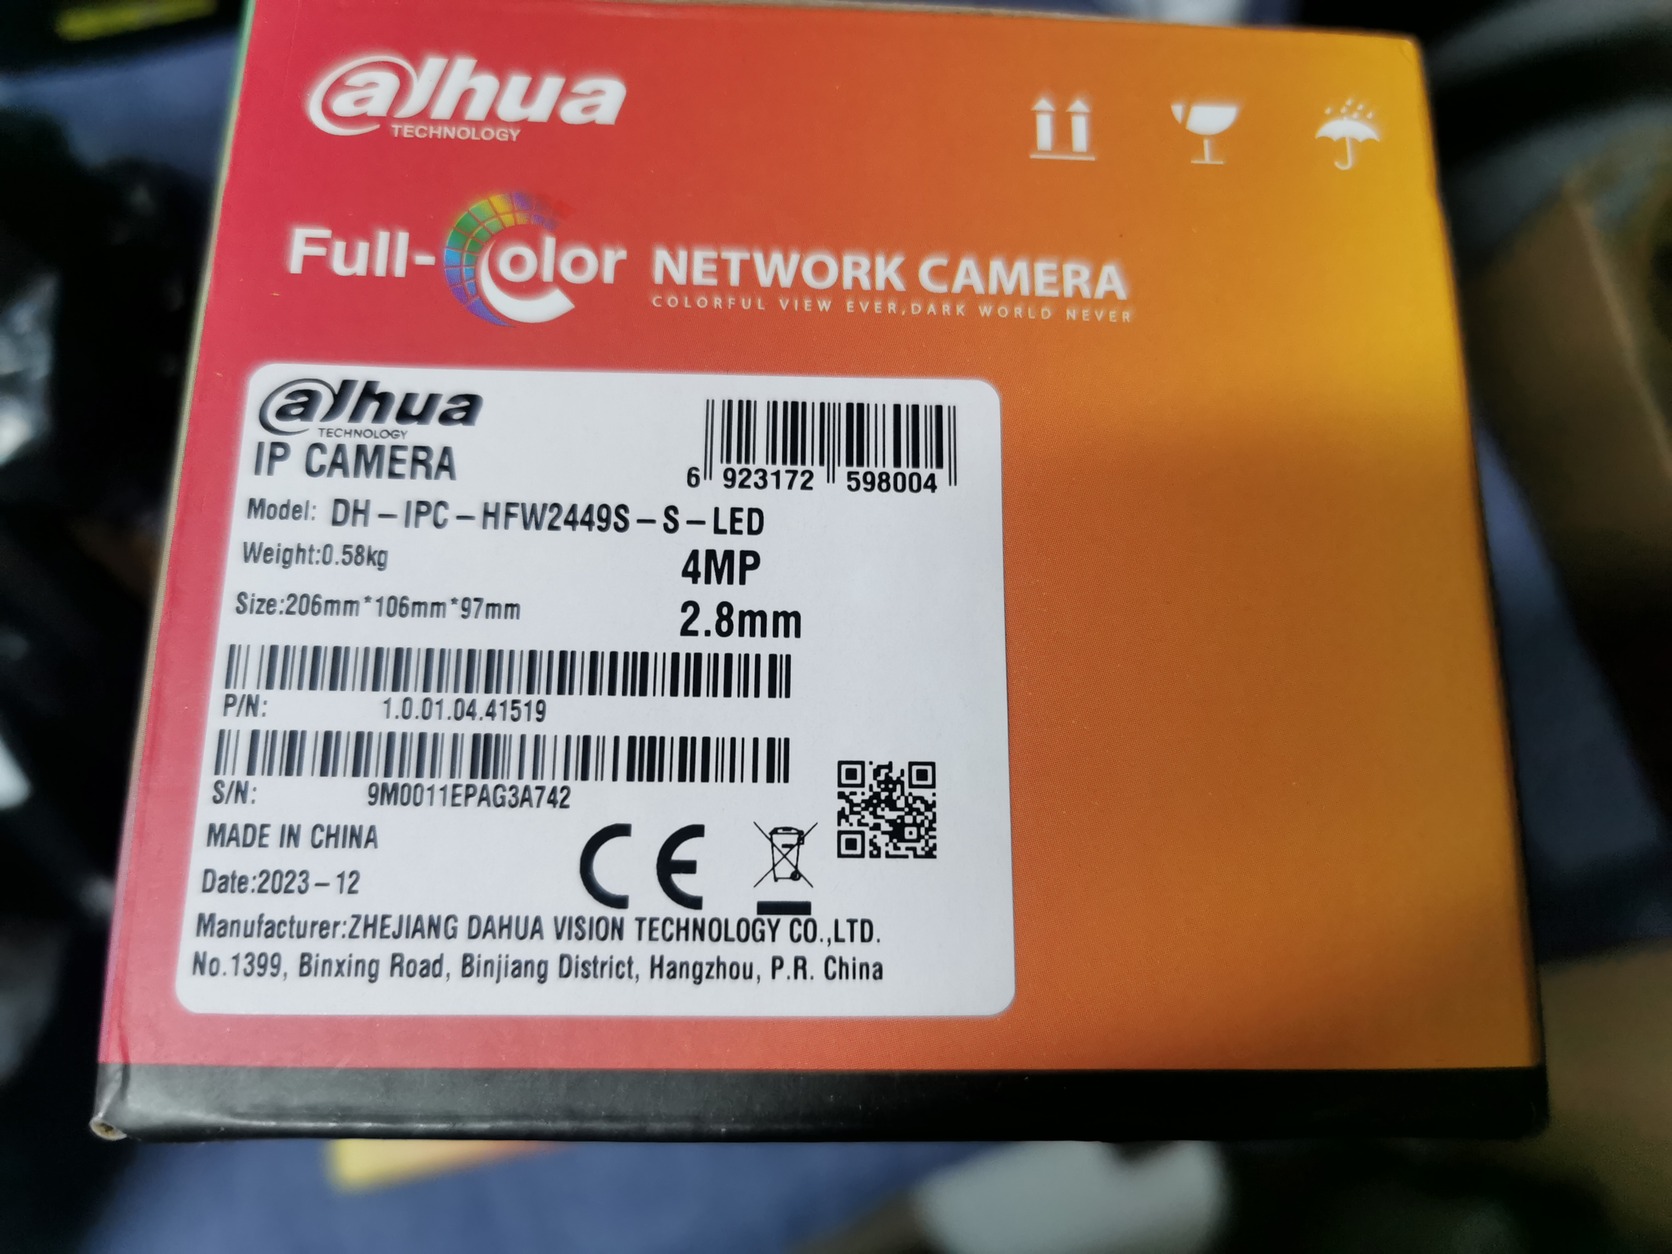 alhua
TECHNOLOGY
Full-Color NETWORK CAMERA
COLORFUL VIEW EVER,DARK WORLD NEVER
alhua
TECHNOLOGY
IP CAMERA
6 923172 598004
Model: DH-IPC-HFW2449S-S-LED
Weight:0.58kg
4MP
Size:206mm*106mm*97mm
2.8mm
P/N: 1.0.01.04.41519
S/N: 9M0011EPAG3A742
MADE IN CHINA
CE
Date:2023-12
Manufacturer:ZHEJIANG DAHUA VISION TECHNOLOGY CO.,LTD.
No.1399, Binxing Road, Binjiang District, Hangzhou, P.R. China